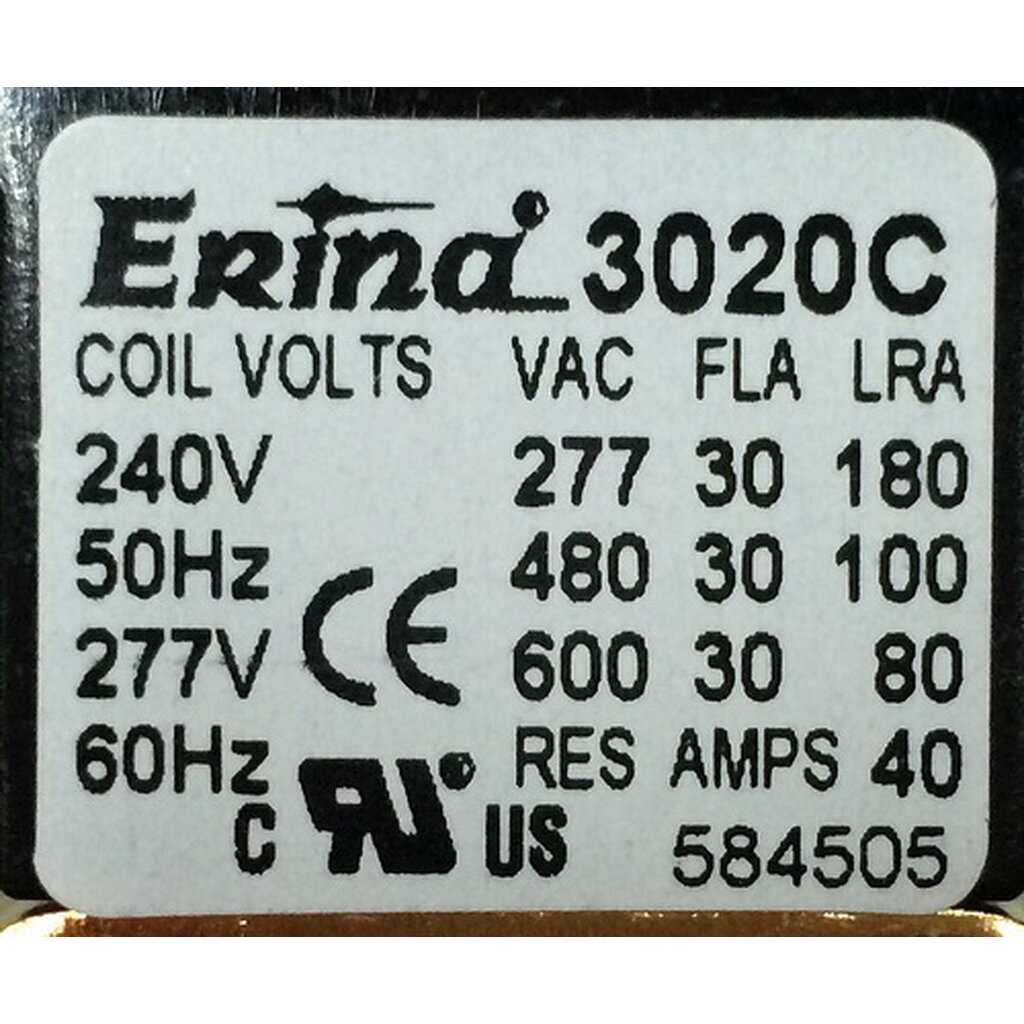 Erina® 3020C
COIL VOLTS VAC FLA LRA
240V 277 30 180
50Hz 480 30 100
277V CE 600 30 80
60Hz RES AMPS 40
C RU® US 584505